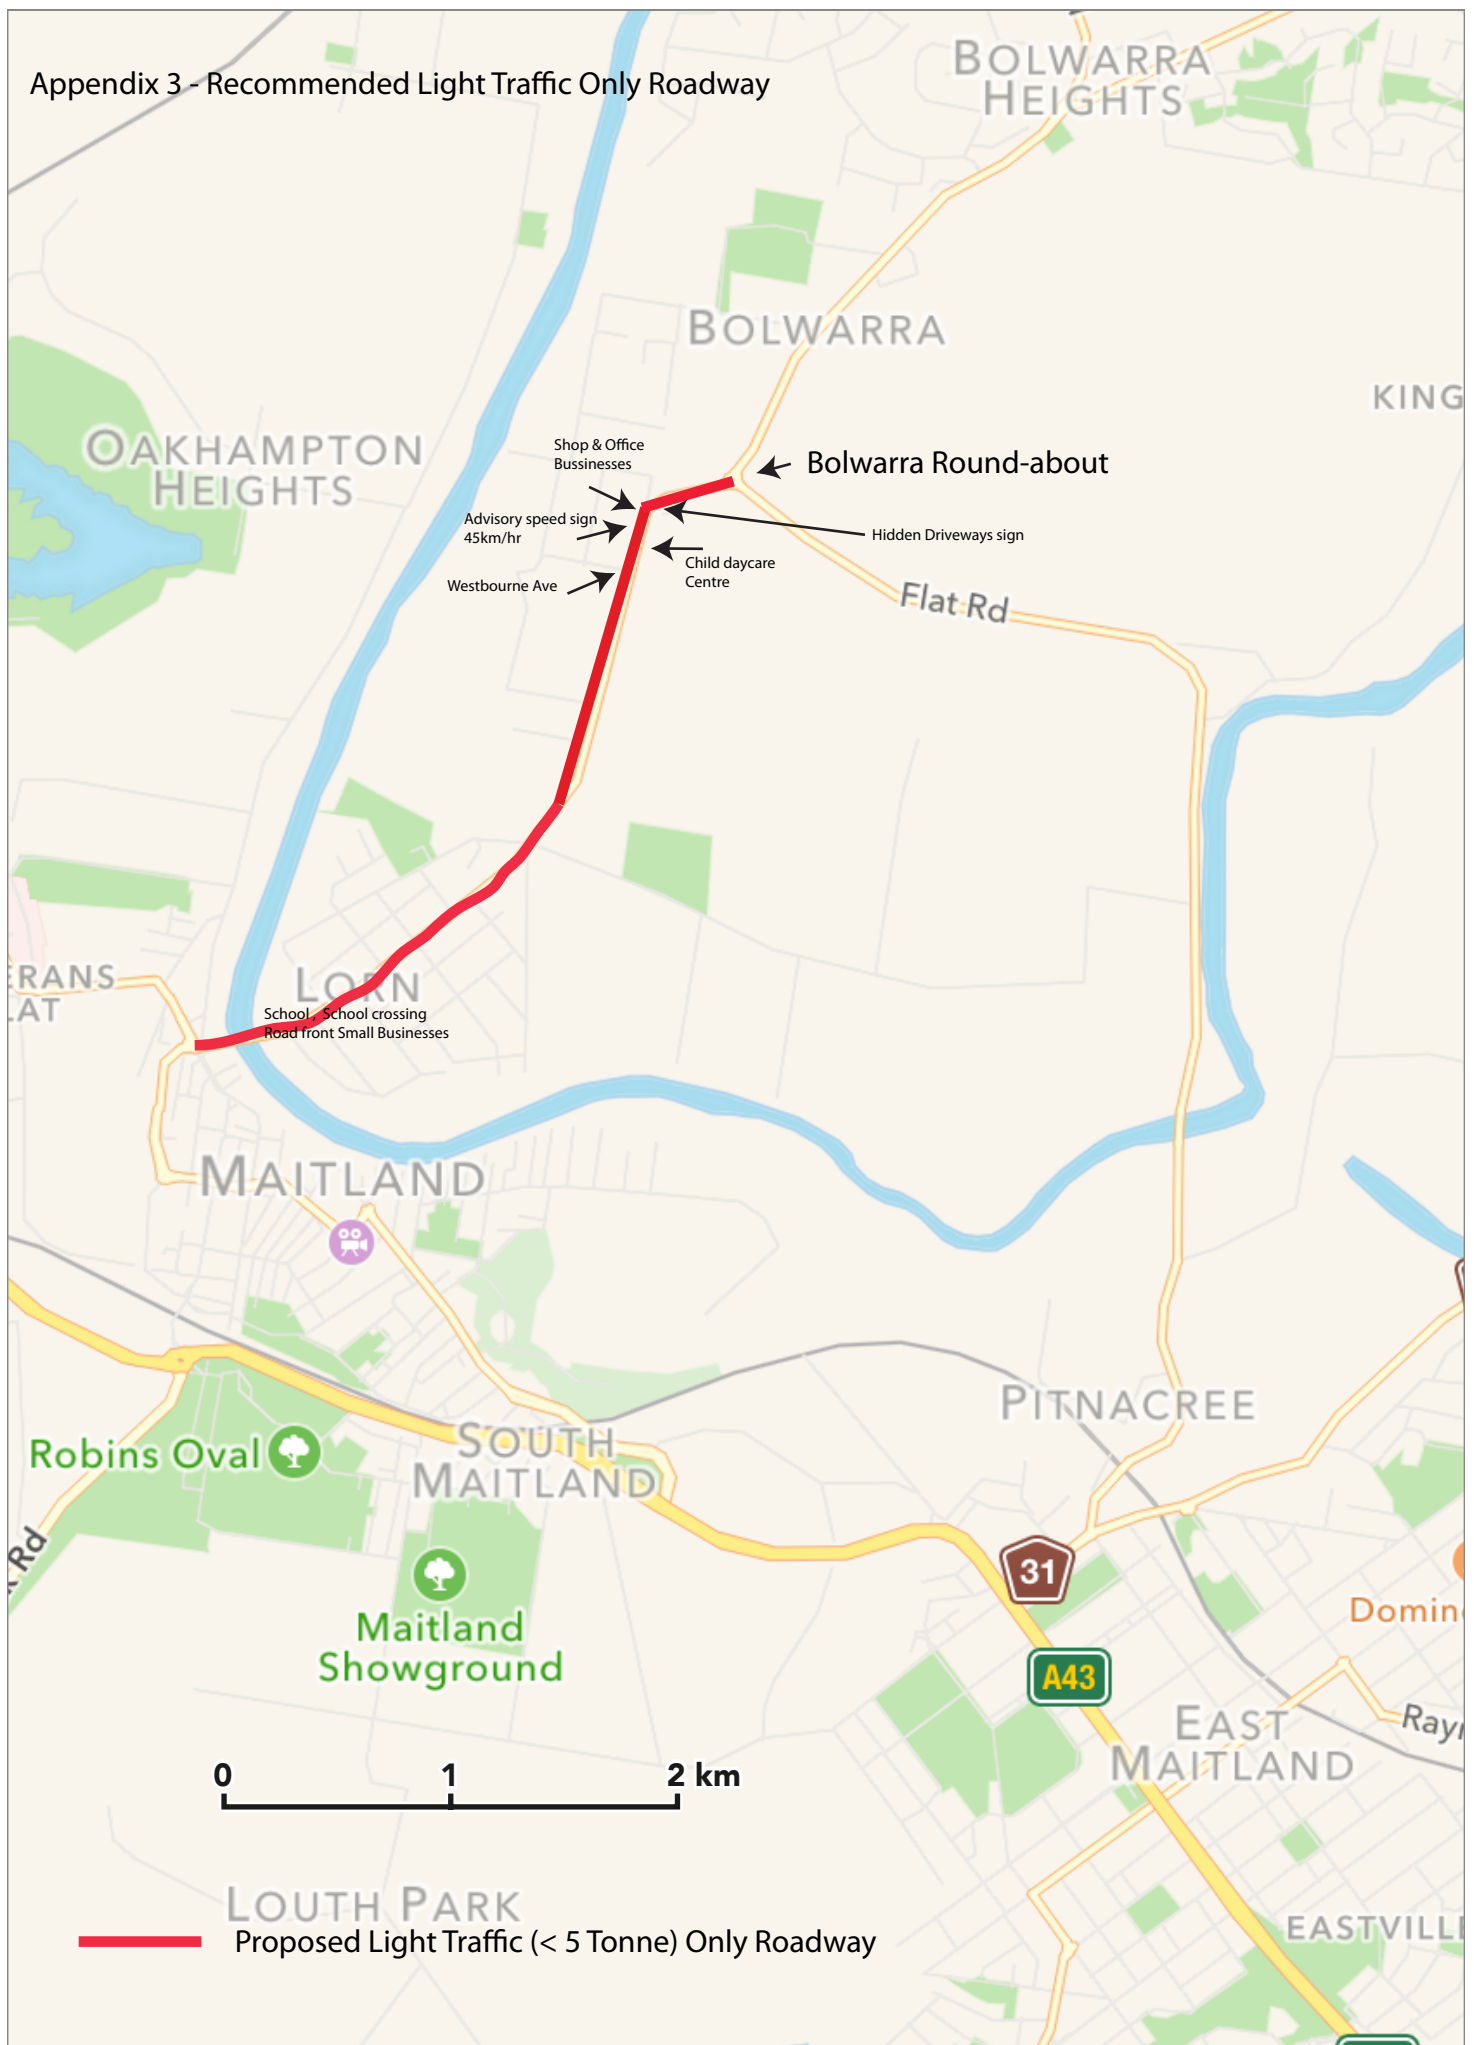 Appendix 3 - Recommended Light Traffic Only Roadway
BOLWARRA
HEIGHTS
BOLWARRA
KING
OAKHAMPTON
HEIGHTS
Shop & Office
Bussinesses
Bolwarra Round-about
Advisory speed sign
45km/hr
Hidden Driveways sign
Child daycare
Centre
Westbourne Ave
Flat Rd
ERANS
LAT
LORN
School , School crossing
Road front Small Businesses
MAITLAND
PITNACREE
Robins Oval
SOUTH
MAITLAND
Rd
31
Maitland
Showground
Domin
A43
EAST
MAITLAND
Rayn
0 1 2 km
LOUTH PARK
EASTVILLE
Proposed Light Traffic (< 5 Tonne) Only Roadway